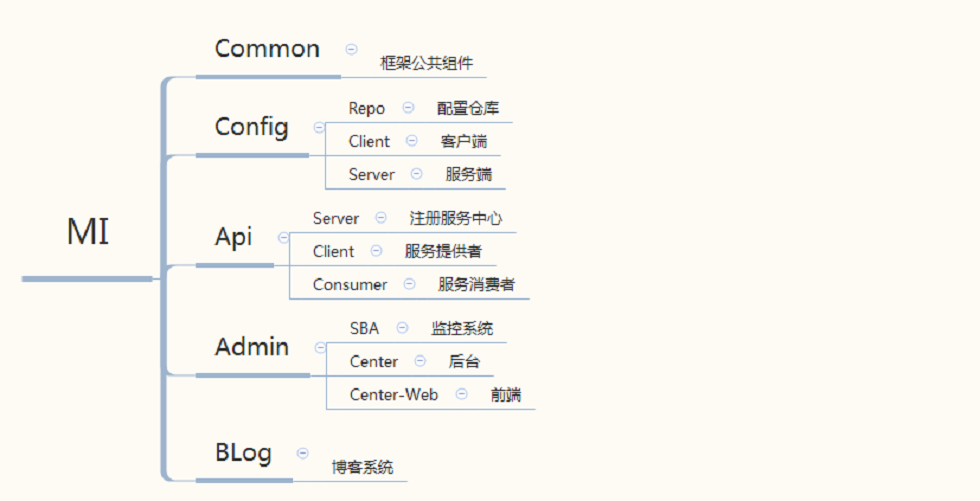 MI
Common
框架公共组件
Config
Repo 配置仓库
Client 客户端
Server 服务端
Api
Server 注册服务中心
Client 服务提供者
Consumer 服务消费者
Admin
SBA 监控系统
Center 后台
Center-Web 前端
BLog
博客系统